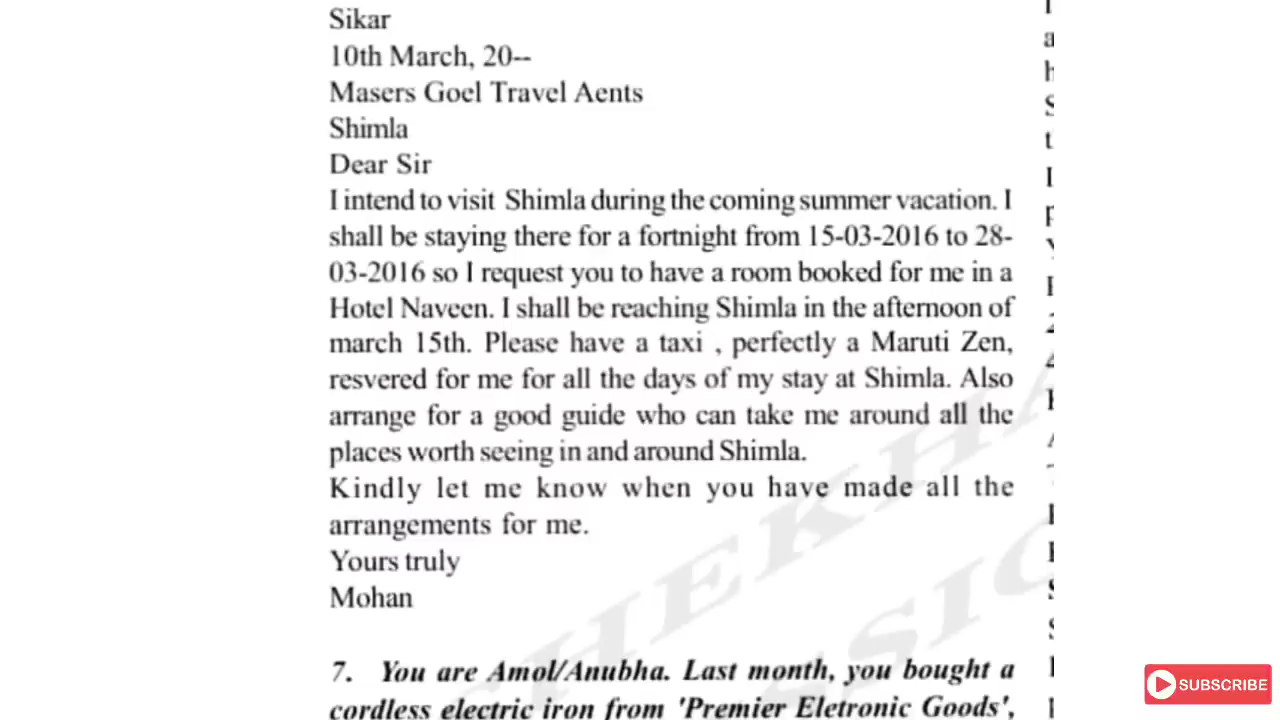 Sikar
10th March, 20--
Masers Goel Travel Aents
Shimla
Dear Sir
I intend to visit Shimla during the coming summer vacation. I
shall be staying there for a fortnight from 15-03-2016 to 28-
03-2016 so I request you to have a room booked for me in a
Hotel Naveen. I shall be reaching Shimla in the afternoon of
march 15th. Please have a taxi , perfectly a Maruti Zen,
resvered for me for all the days of my stay at Shimla. Also
arrange for a good guide who can take me around all the
places worth seeing in and around Shimla.
Kindly let me know when you have made all the
arrangements for me.
Yours truly
Mohan
7. You are Amol/Anubha. Last month, you bought a
cordless electric iron from 'Premier Eletronic Goods',
SUBSCRIBE